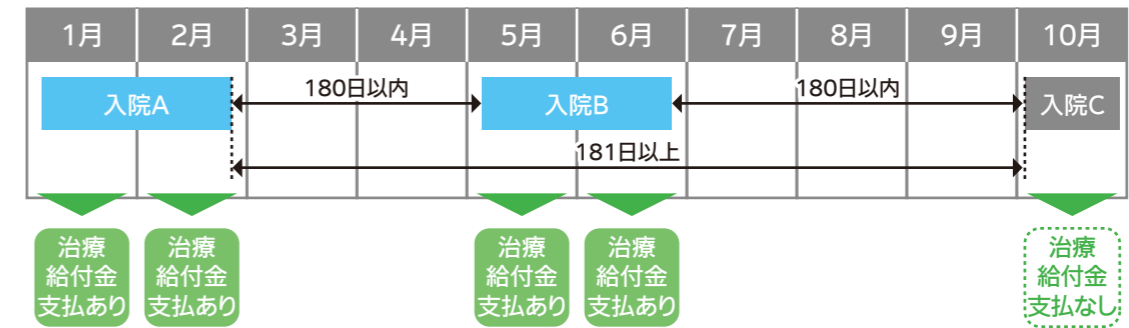 1月 2月 3月 4月 5月 6月 7月 8月 9月 10月
入院A 180日以内 入院B 180日以内 入院C
181日以上
治療 治療 治療 治療 治療
給付金 給付金 給付金 給付金 給付金
支払あり 支払あり 支払あり 支払あり 支払なし